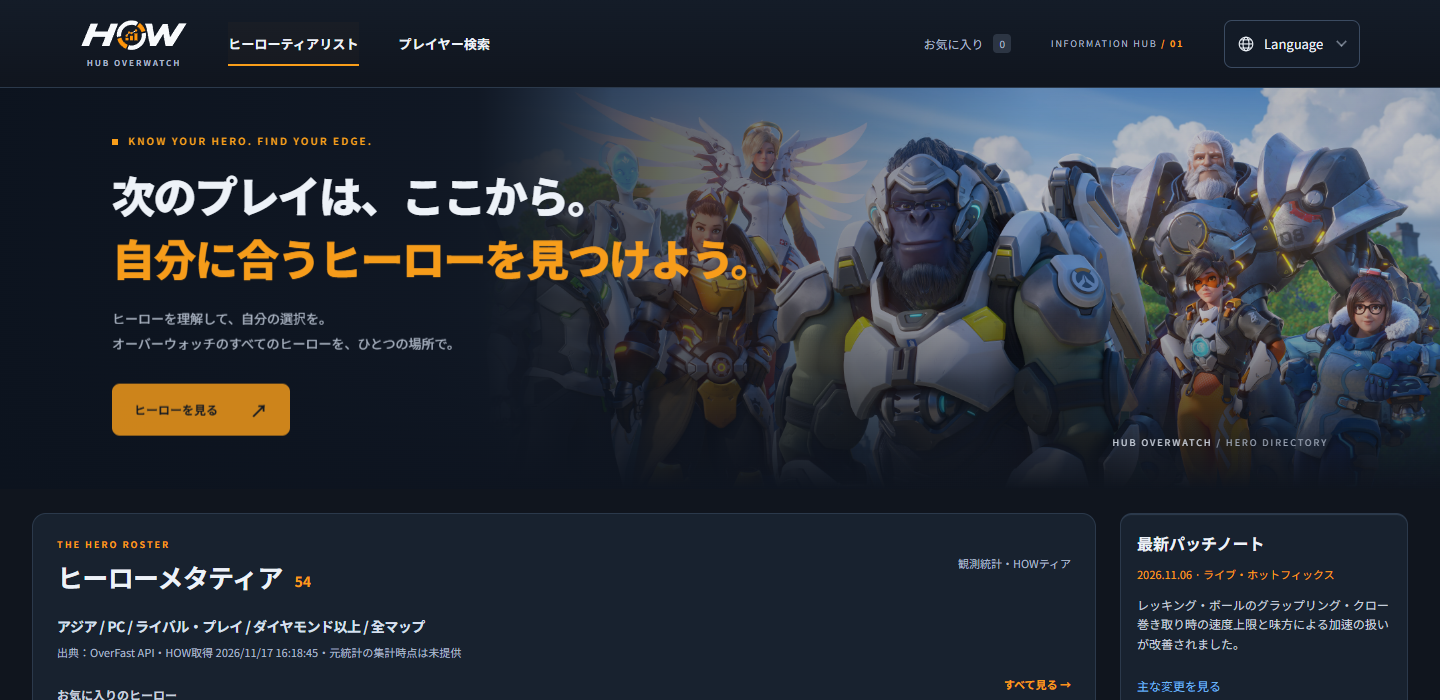 HOW
HUB OVERWATCH
ヒーローティアリスト
プレイヤー検索
お気に入り 0
INFORMATION HUB / 01
Language
KNOW YOUR HERO. FIND YOUR EDGE.
次のプレイは、ここから。
自分に合うヒーローを見つけよう。
ヒーローを理解して、自分の選択を。
オーバーウォッチのすべてのヒーローを、ひとつの場所で。
ヒーローを見る ↗
08
HUB OVERWATCH / HERO DIRECTORY
THE HERO ROSTER
ヒーローメタティア 54
観測統計・HOWティア
アジア / PC / ライバル・プレイ / ダイヤモンド以上 / 全マップ
出典：OverFast API・HOW取得 2026/11/17 16:18:45・元統計の集計時点は未提供
お気に入りのヒーロー
すべて見る →
最新パッチノート
2026.11.06 · ライブ・ホットフィックス
レッキング・ボールのグラップリング・クロー
巻き取り時の速度上限と味方による加速の扱い
が改善されました。
主な変更を見る